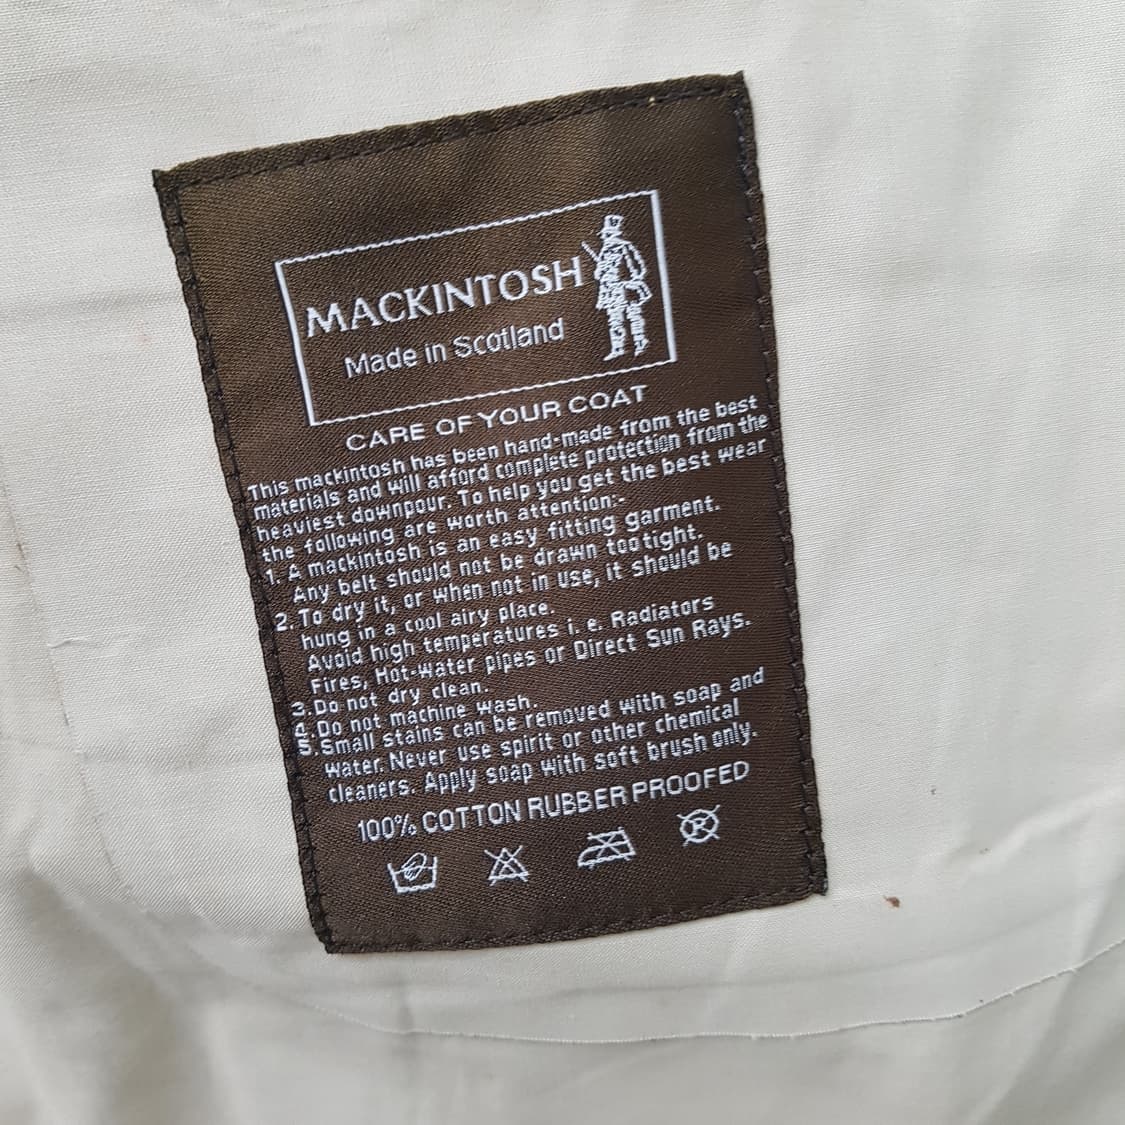 MACKINTOSH
Made in Scotland
CARE OF YOUR COAT
This mackintosh has been hand-made from the best
materials and will afford complete protection from the
heaviest downpour. To help you get the best wear
the following are worth attention:-
1. A mackintosh is an easy fitting garment.
Any belt should not be drawn too tight.
2. To dry it, or when not in use, it should be
hung in a cool airy place.
Avoid high temperatures i. e. Radiators
Fires, Hot-water pipes or Direct Sun Rays.
3. Do not dry clean.
4. Do not machine wash.
5. Small stains can be removed with soap and
water. Never use spirit or other chemical
cleaners. Apply soap with soft brush only.
100% COTTON RUBBER PROOFED
P